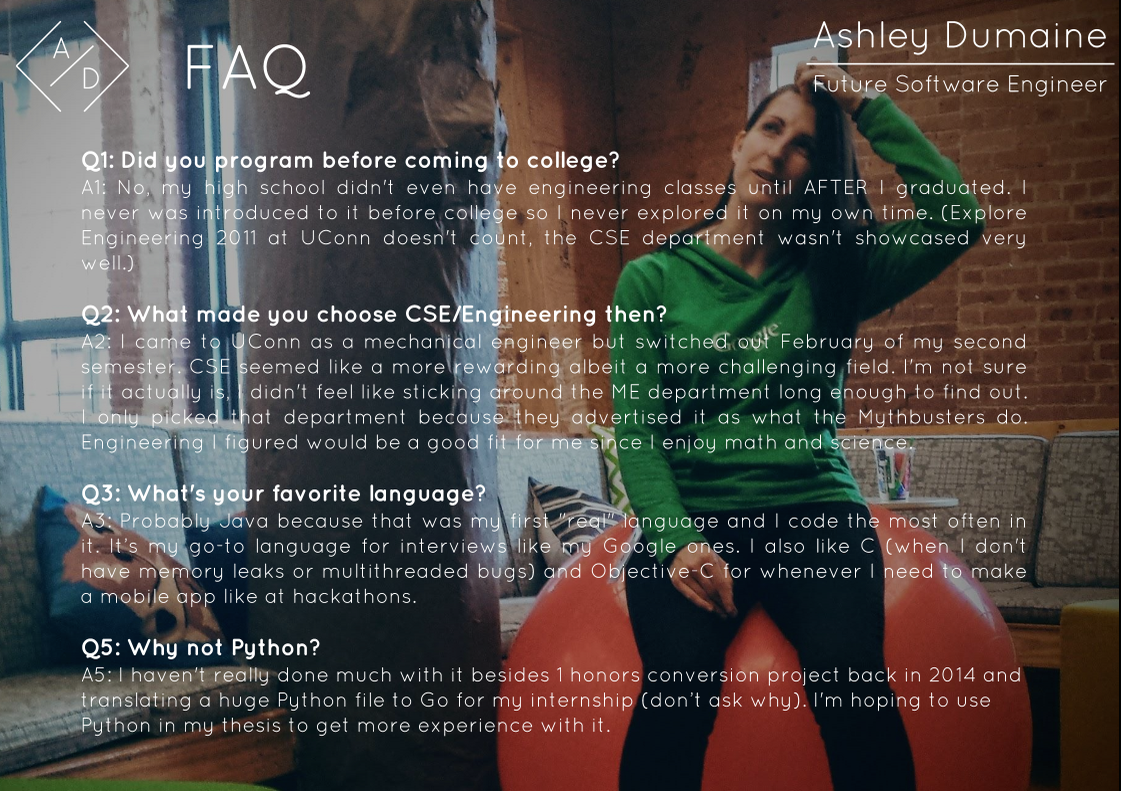 A
D
FAQ
Ashley Dumaine
Future Software Engineer
Q1: Did you program before coming to college?
A1: No, my high school didn't even have engineering classes until AFTER I graduated. I
never was introduced to it before college so I never explored it on my own time. (Explore
Engineering 2011 at UConn doesn't count, the CSE department wasn't showcased very
well.)
Q2: What made you choose CSE/Engineering then?
A2: I came to UConn as a mechanical engineer but switched out February of my second
semester. CSE seemed like a more rewarding albeit a more challenging field. I'm not sure
if it actually is, I didn't feel like sticking around the ME department long enough to find out.
I only picked that department because they advertised it as what the Mythbusters do.
Engineering I figured would be a good fit for me since I enjoy math and science.
Google
Q3: What's your favorite language?
A3: Probably Java because that was my first "real" language and I code the most often in
it. It's my go-to language for interviews like my Google ones. I also like C (when I don't
have memory leaks or multithreaded bugs) and Objective-C for whenever I need to make
a mobile app like at hackathons.
Q5: Why not Python?
A5: I haven't really done much with it besides 1 honors conversion project back in 2014 and
translating a huge Python file to Go for my internship (don't ask why). I'm hoping to use
Python in my thesis to get more experience with it.